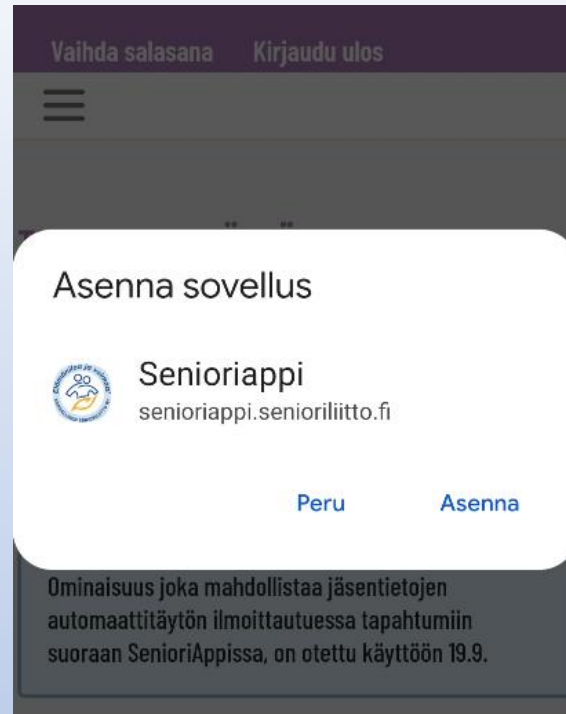 Vaihda salasana Kirjaudu ulos
Asenna sovellus
Senioriappi
senioriappi.senioriliitto.fi
Peru Asenna
Ominaisuus joka mahdollistaa jäsentietojen
automaattitäytön ilmoittautuessa tapahtumiin
suoraan SenioriAppissa, on otettu käyttöön 19.9.